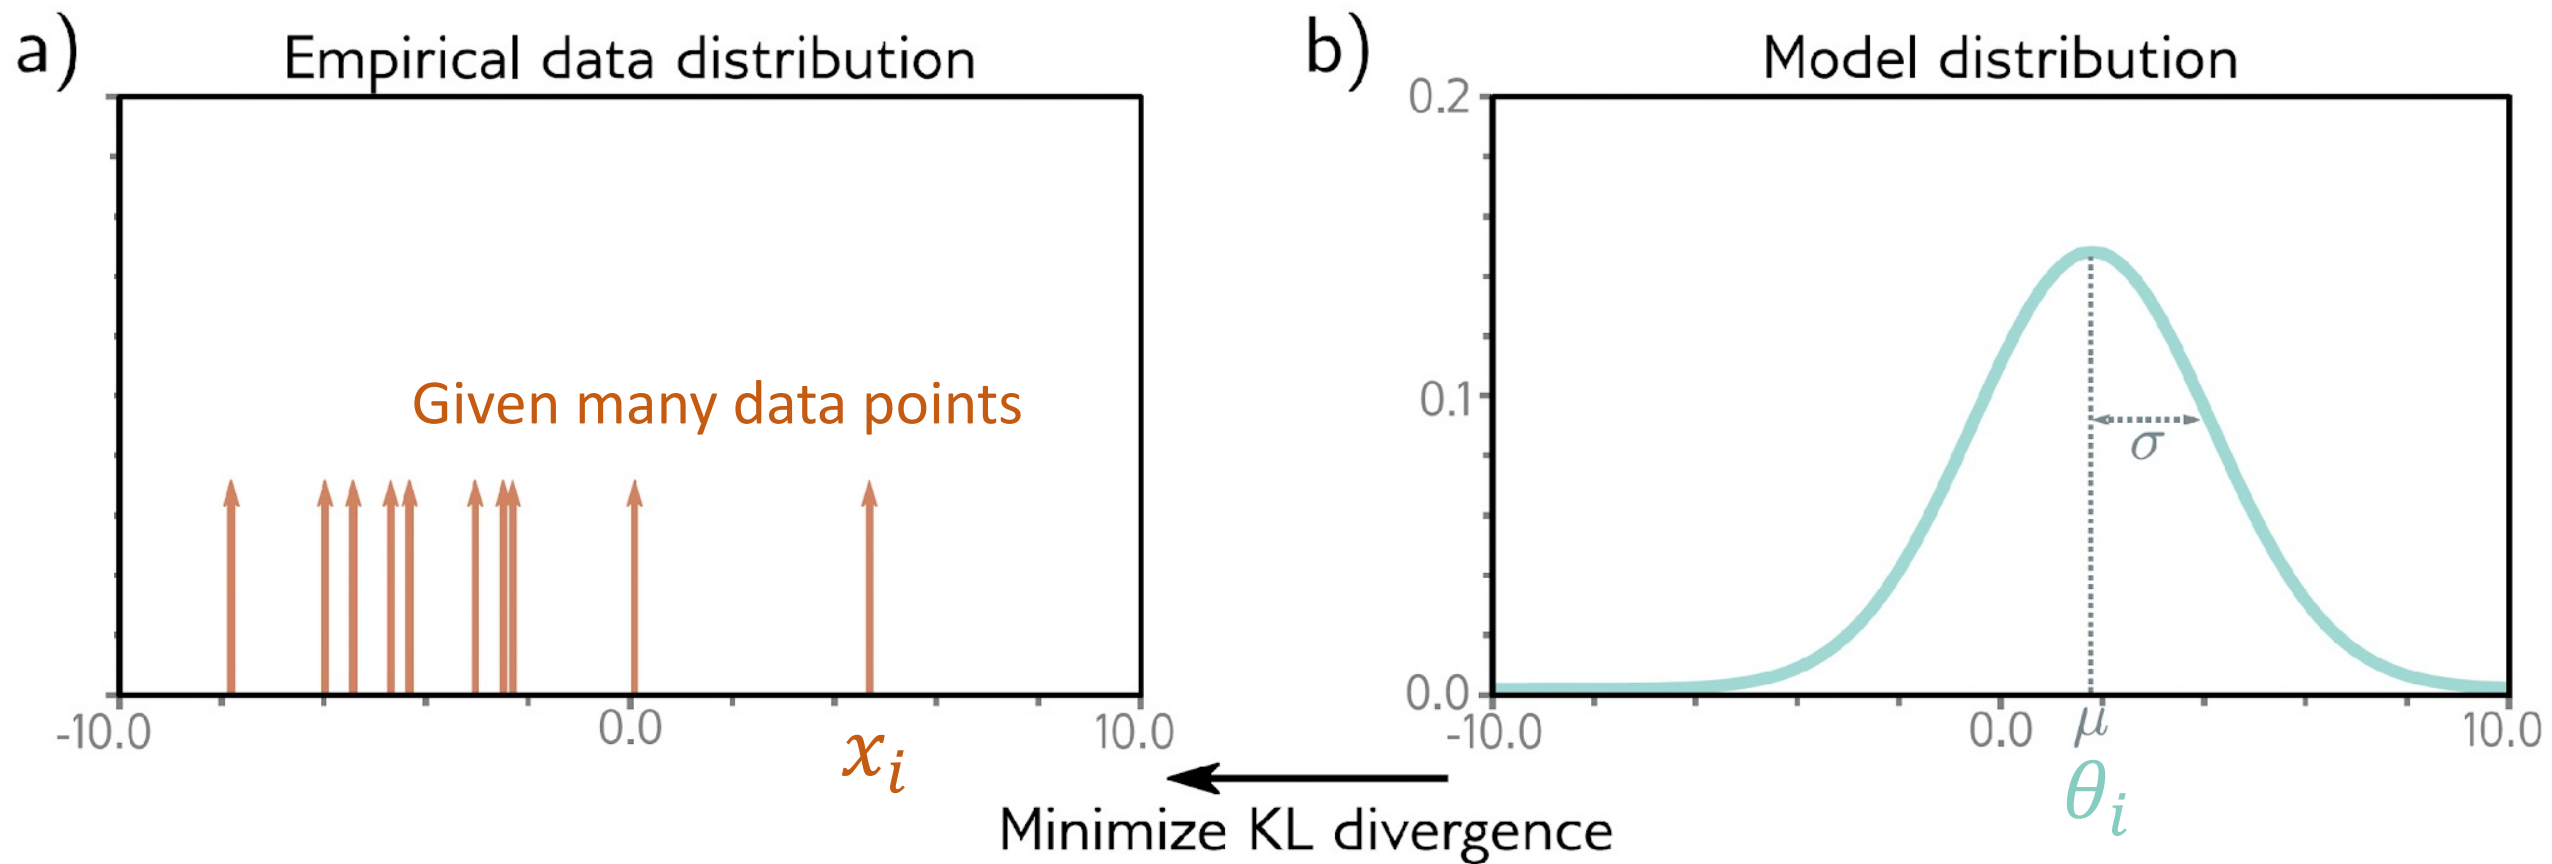 a)
Empirical data distribution
Given many data points
-10.0
0.0
10.0
x_i
b)
Model distribution
0.2
0.1
0.0
σ
-10.0
0.0
μ
10.0
θ_i
Minimize KL divergence